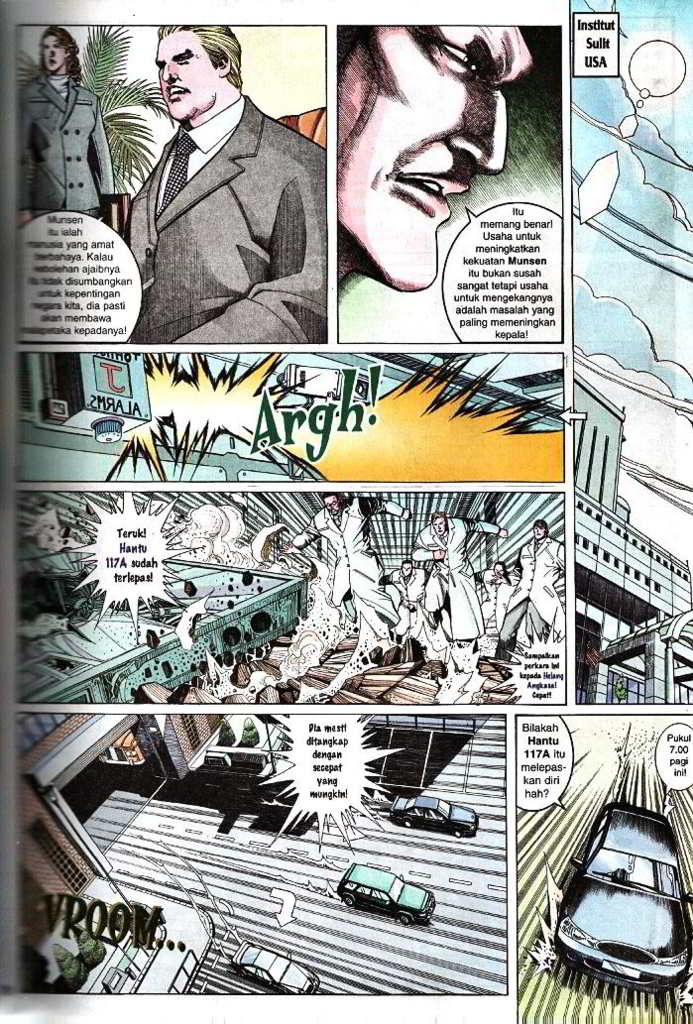 Munsen
itu ialah
manusia yang amat
berbahaya. Kalau
kebolehan ajaibnya
itu tidak disumbangkan
untuk kepentingan
negara kita, dia pasti
akan membawa
malapetaka kepadanya!
Itu
memang benar!
Usaha untuk
meningkatkan
kekuatan Munsen
itu bukan susah
sangat tetapi usaha
untuk mengekangnya
adalah masalah yang
paling memeningkan
kepala!
Institut
Sulit
USA
ALARMS
Argh!
Teruk!
Hantu
117A sudah
terlepas!
Sampaikan
perkara ini
kepada Helang
Angkasa!
Cepat!
Dia mesti
ditangkap
dengan
secepat
yang
mungkin!
VROOM...
Bilakah
Hantu
117A itu
melepas-
kan diri
hah?
Pukul
7.00
pagi
ini!